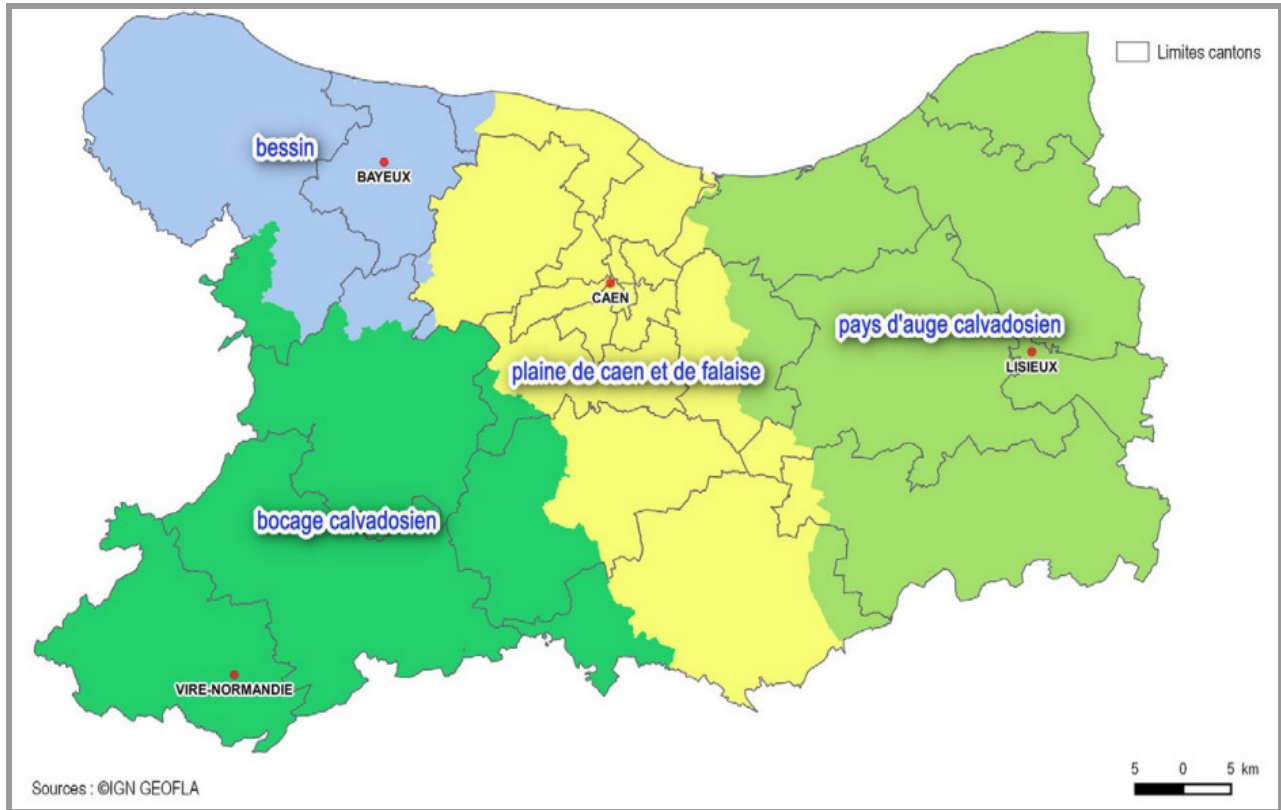 Limites cantons
bessin
BAYEUX
CAEN
pays d'auge calvadosien
LISIEUX
plaine de caen et de falaise
bocage calvadosien
VIRE-NORMANDIE
5 0 5 km
Sources : ©IGN GEOFLA